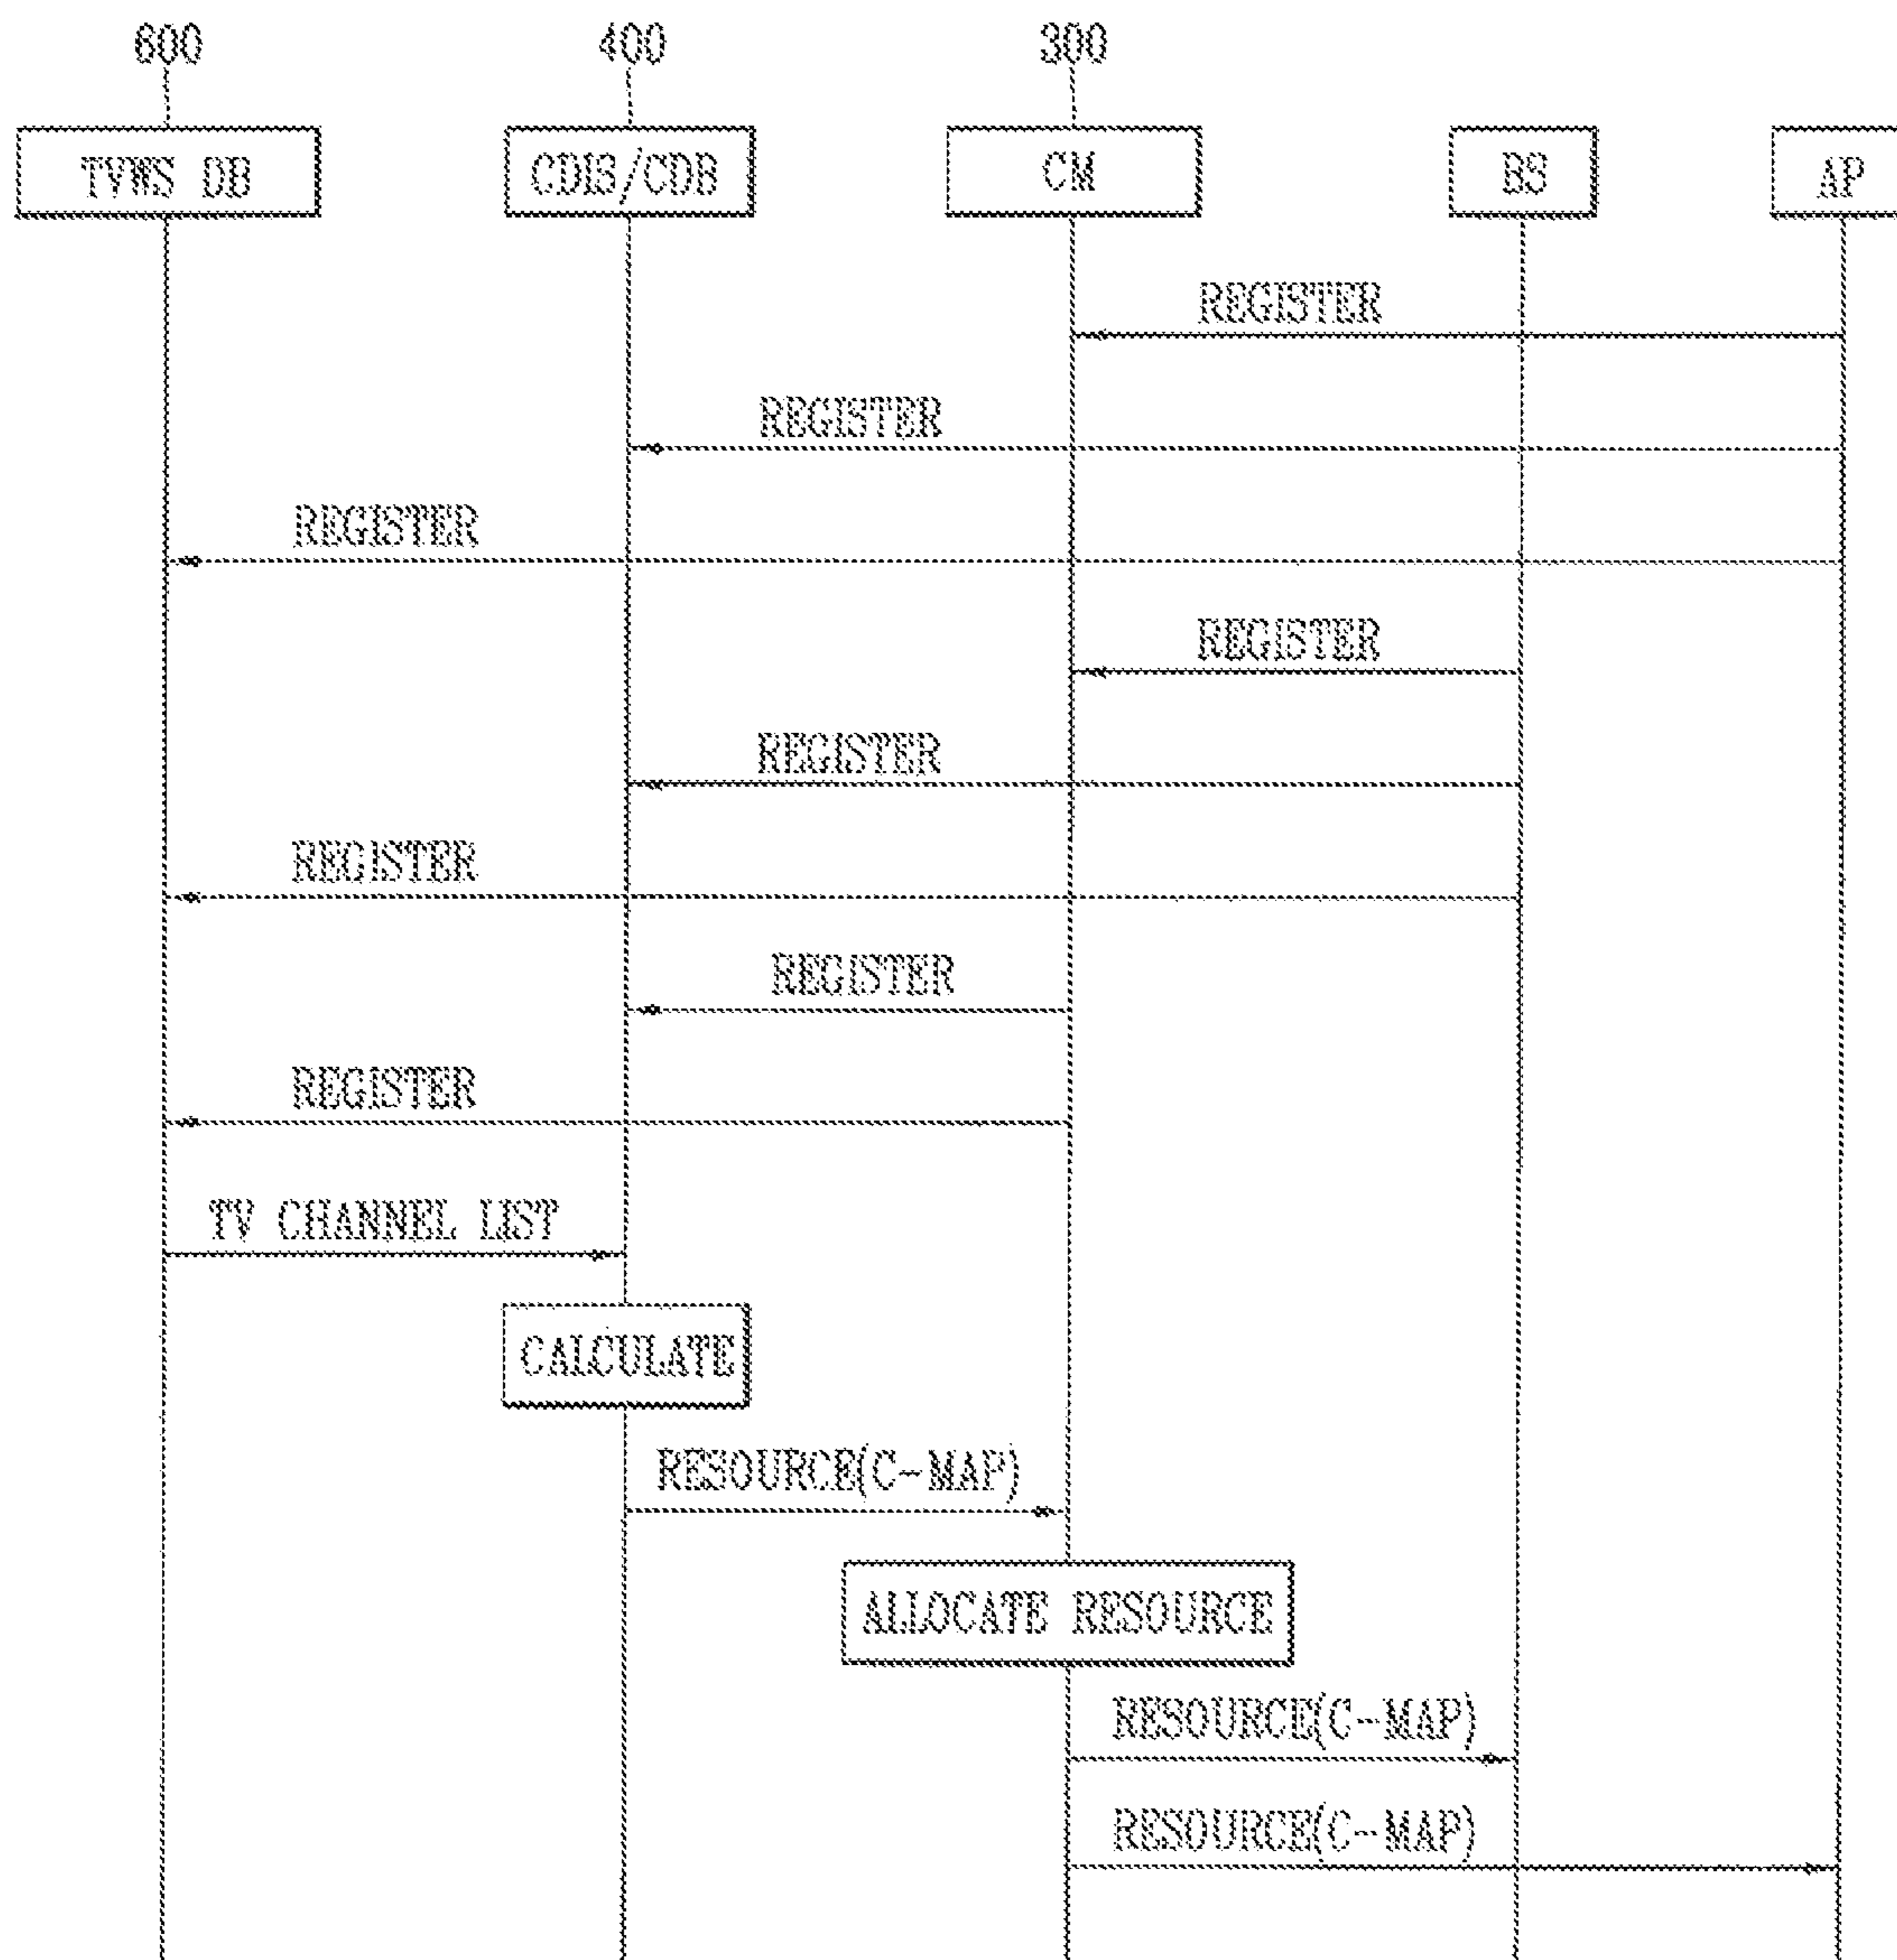 600 400 300
TVWS DB CDIS/CDB CM BS AP
REGISTER
REGISTER
REGISTER
REGISTER
REGISTER
REGISTER
REGISTER
REGISTER
TV CHANNEL LIST
CALCULATE
RESOURCE(C-MAP)
ALLOCATE RESOURCE
RESOURCE(C-MAP)
RESOURCE(C-MAP)